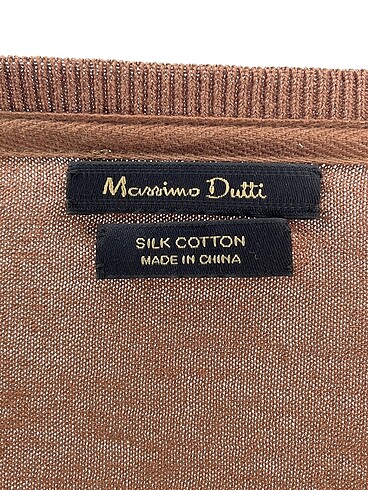 Massimo Dutti
SILK COTTON
MADE IN CHINA